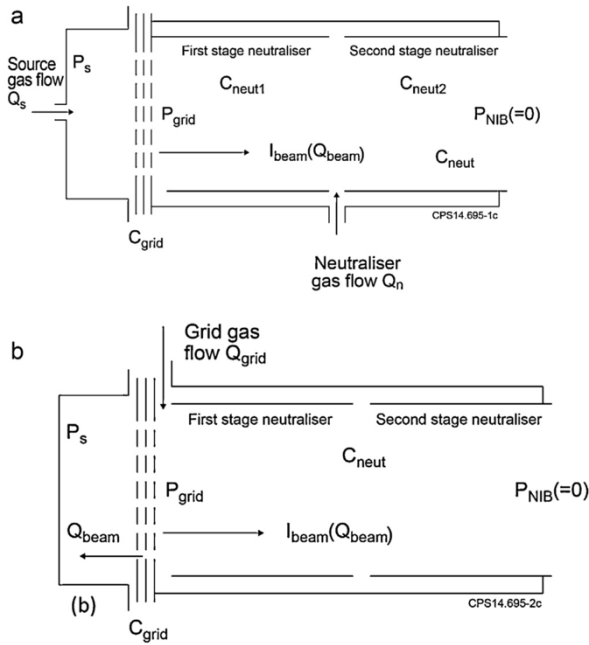 a
Source
gas flow
Qs
Ps
First stage neutraliser
Second stage neutraliser
Cneut1
Cneut2
Pgrid
PNIB(=0)
Ibeam(Qbeam)
Cneut
CPS14.695-1c
Cgrid
Neutraliser
gas flow Qn
b
Grid gas
flow Qgrid
First stage neutraliser
Second stage neutraliser
Ps
Cneut
Pgrid
PNIB(=0)
Qbeam
Ibeam(Qbeam)
(b)
CPS14.695-2c
Cgrid